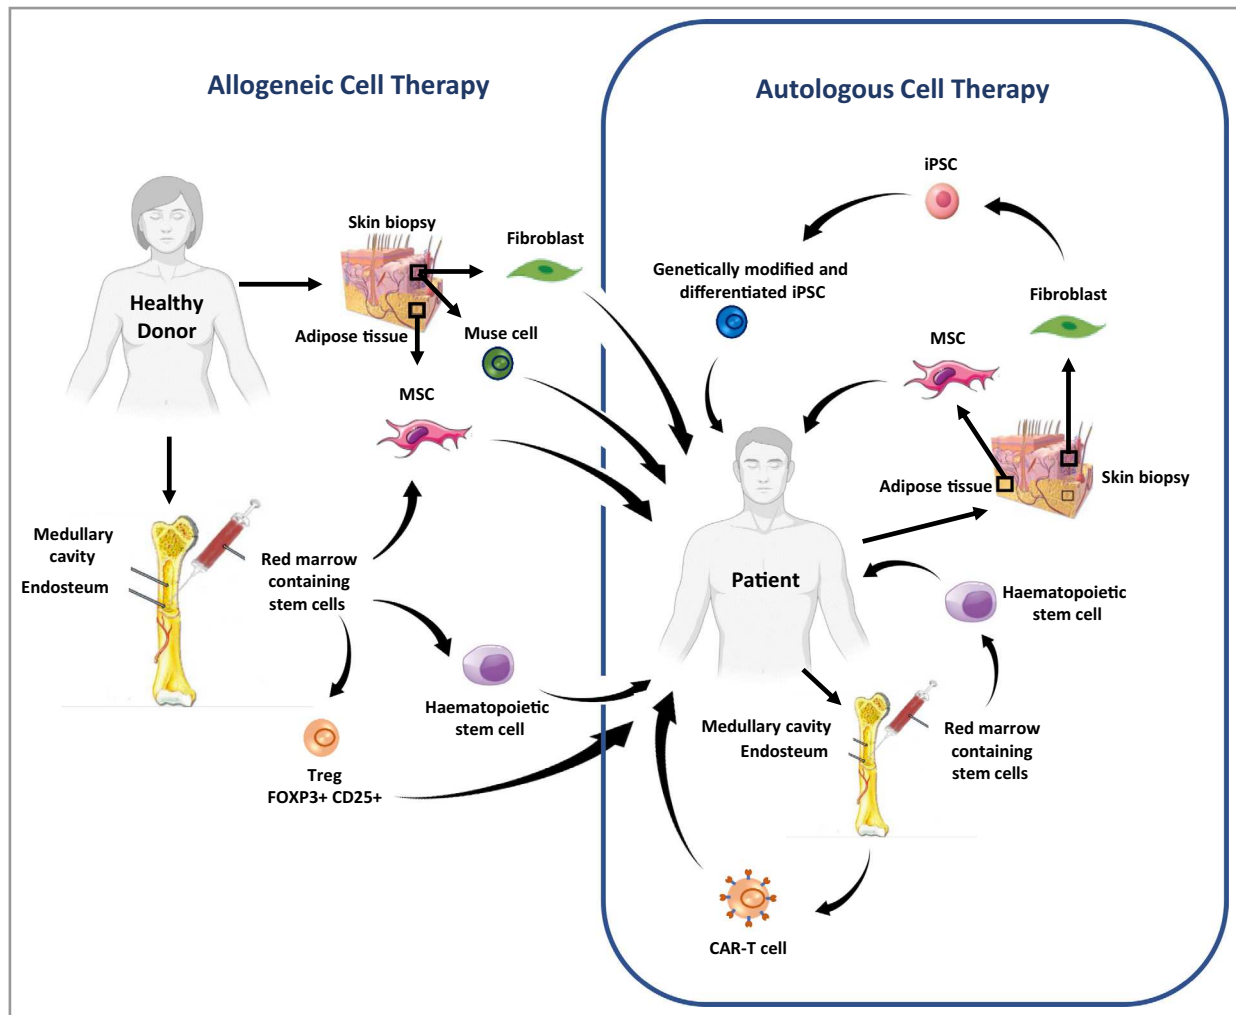 Allogeneic Cell Therapy
Autologous Cell Therapy
Healthy
Donor
Skin biopsy
Fibroblast
Adipose tissue
Muse cell
MSC
Medullary
cavity
Endosteum
Red marrow
containing
stem cells
Haematopoietic
stem cell
Treg
FOXP3+ CD25+
iPSC
Genetically modified and
differentiated iPSC
Fibroblast
MSC
Adipose tissue
Skin biopsy
Patient
Haematopoietic
stem cell
Medullary cavity
Endosteum
Red marrow
containing
stem cells
CAR-T cell